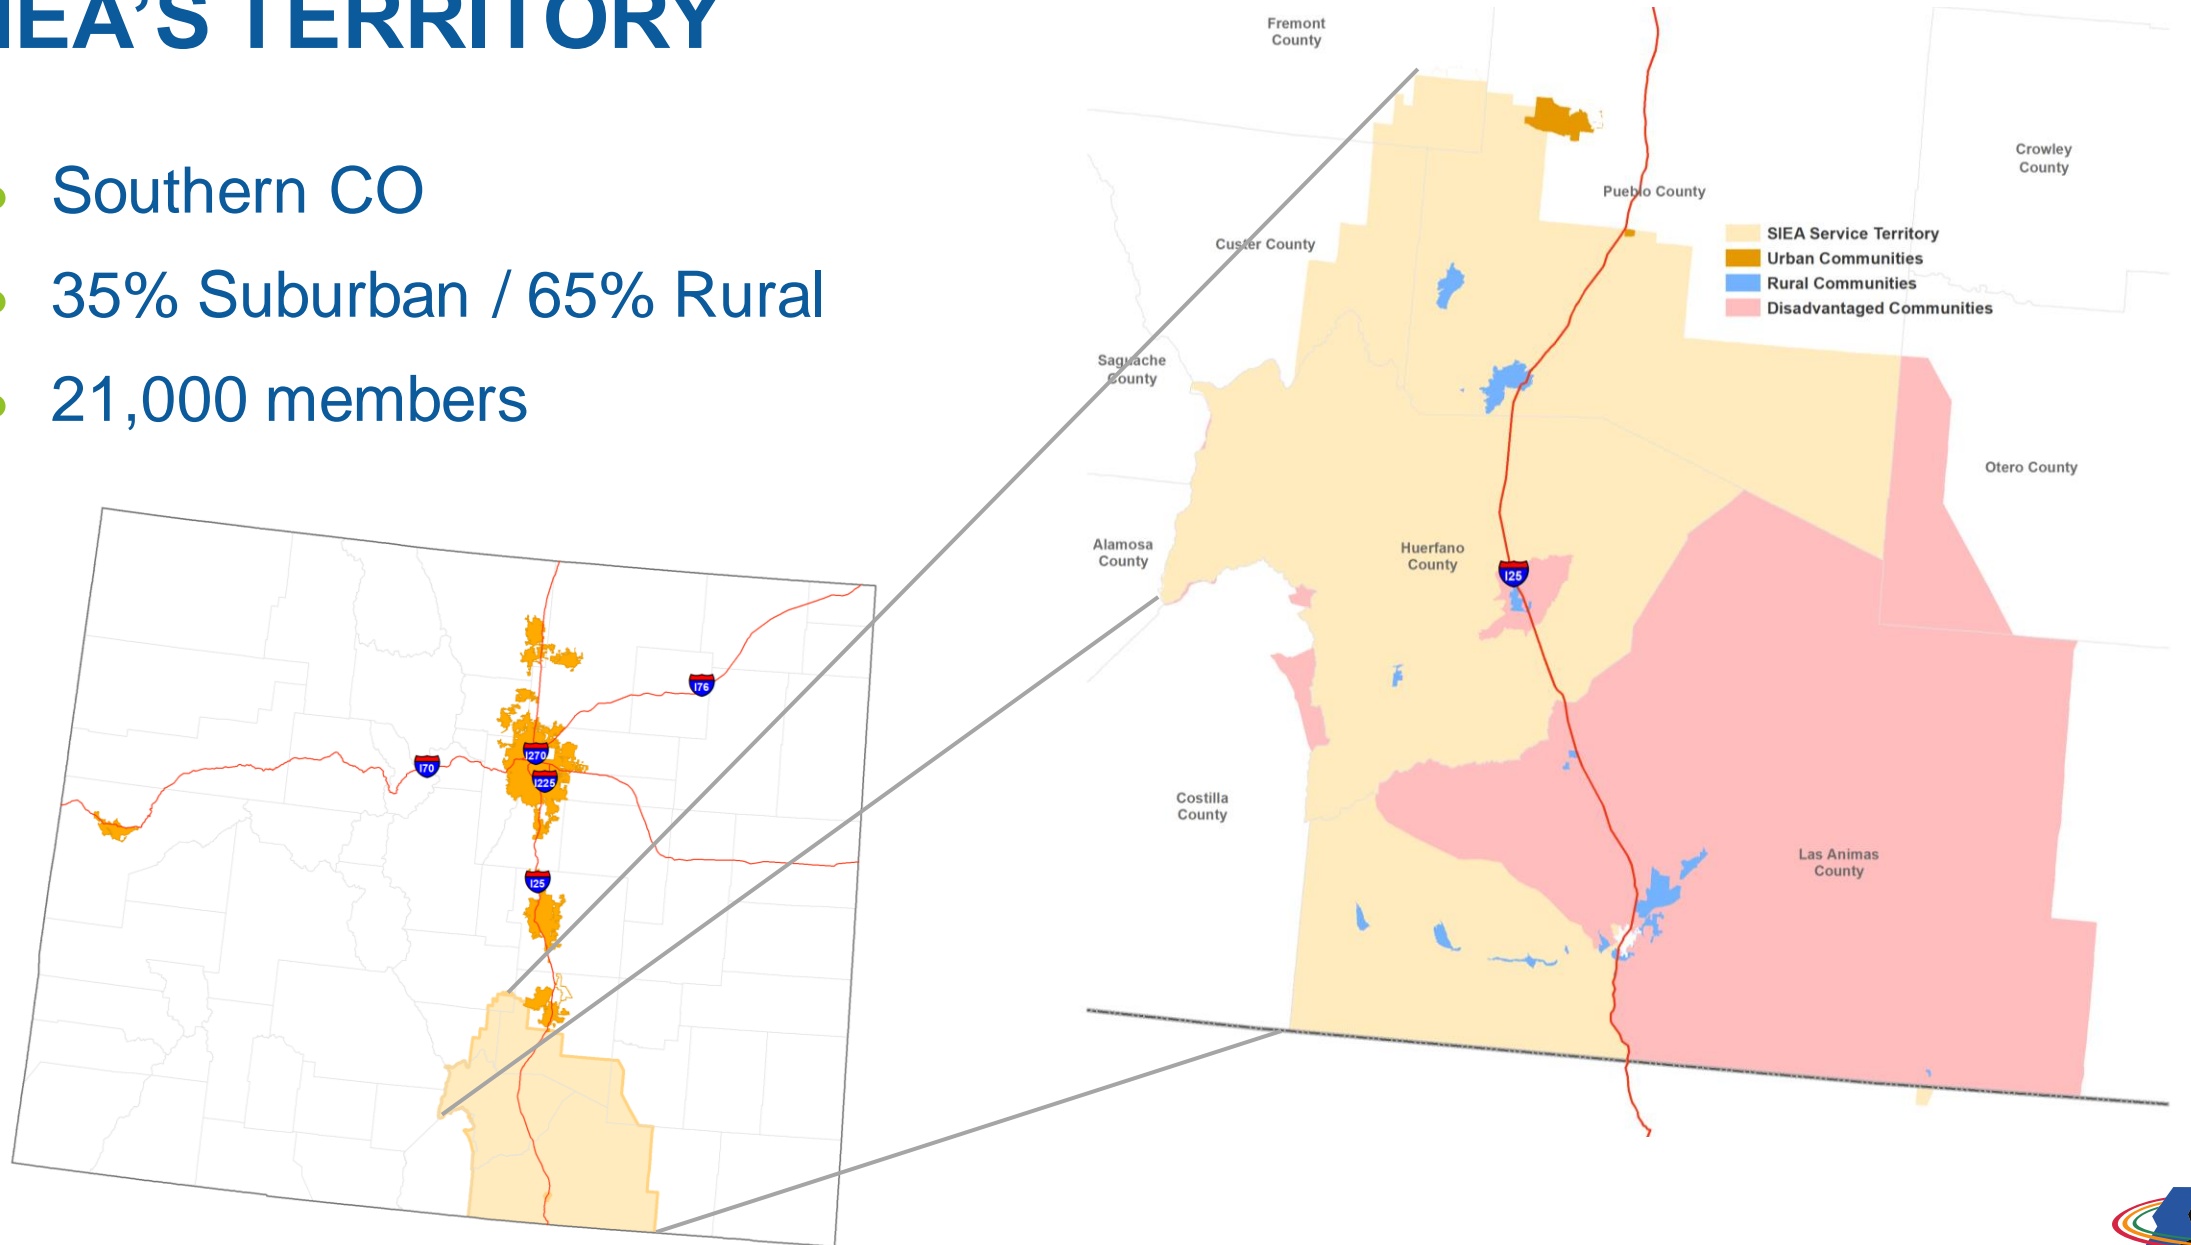 IEA'S TERRITORY
Southern CO
35% Suburban / 65% Rural
21,000 members
Fremont
County
Crowley
County
Pueblo County
Custer County
SIEA Service Territory
Urban Communities
Rural Communities
Disadvantaged Communities
Saguache
County
Otero County
Alamosa
County
Huerfano
County
I25
Costilla
County
Las Animas
County
I76
I70
I270
I225
I25